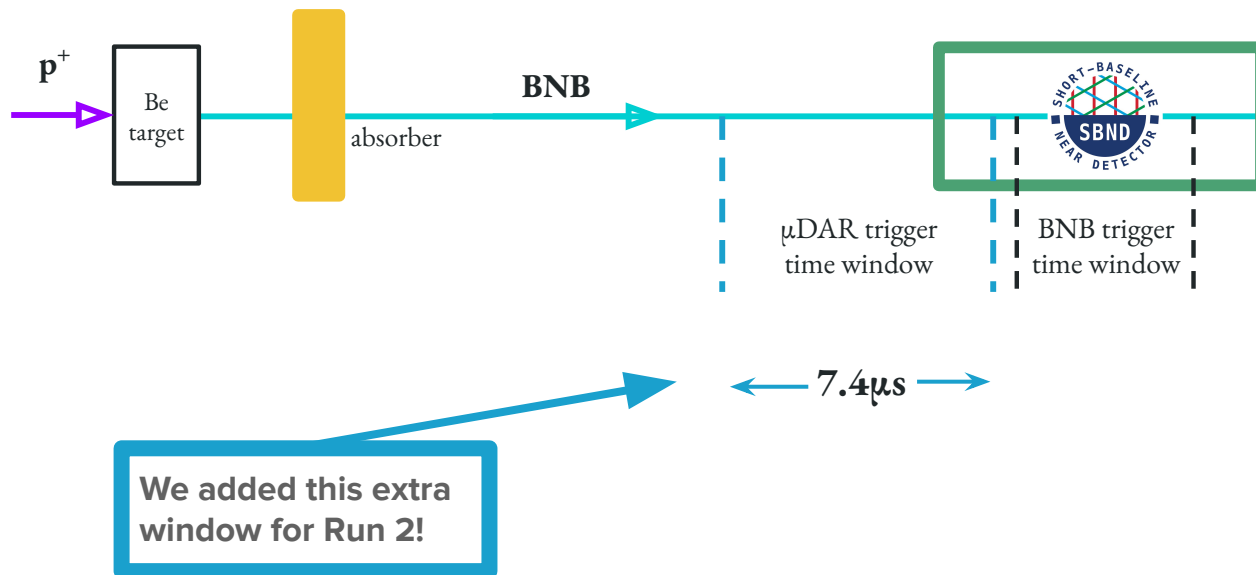 p⁺
Be
target
absorber
BNB
SHORT-BASELINE
SBND
NEAR DETECTOR
μDAR trigger
time window
BNB trigger
time window
7.4μs
We added this extra
window for Run 2!